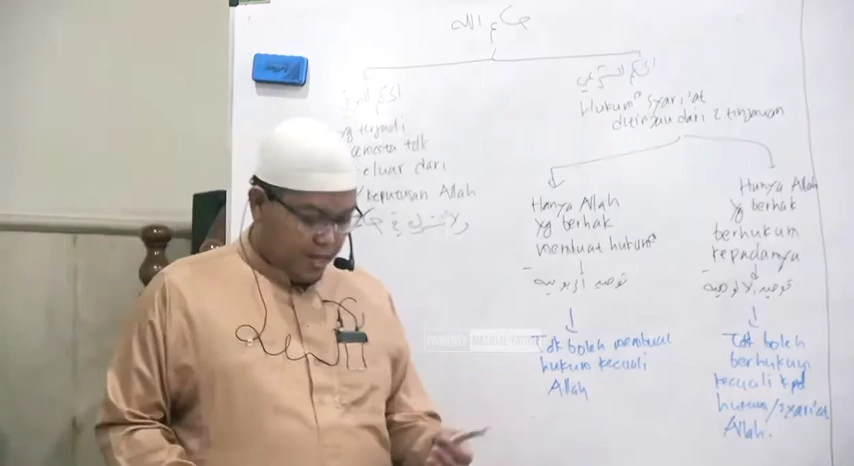 حكم الله
الحكم الشرعي
Hukum² Syari'at
ditinjau dari 2 tinjauan
yg terjadi
semesta tdk
keluar dari
/keputusan Allah
Hanya Allah
yg berhak
membuat hukum²
توحيد الربوبية
Tdk boleh membuat
hukum kecuali
Allah
Hanya Allah
yg berhak
berhukum
kepadanya
توحيد الألوهية
Tdk boleh
berhukum
kecuali kpd
hukum/syari'at
Allah.